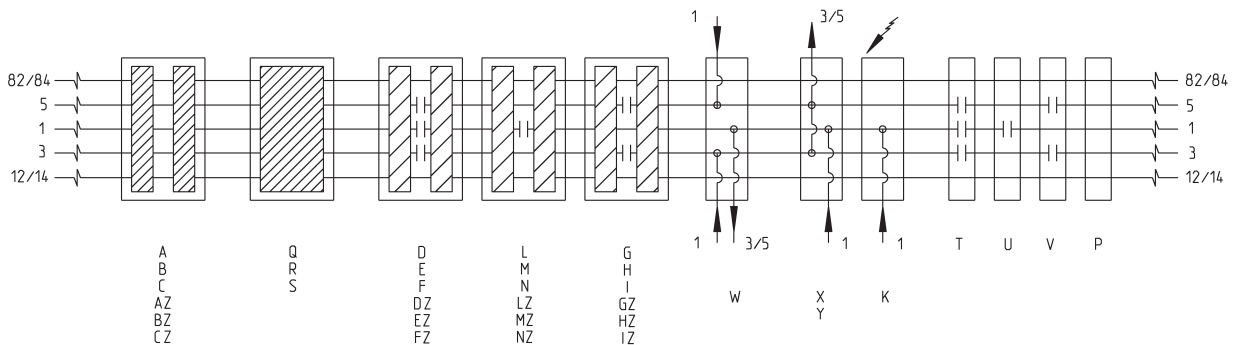 1
3/5
82/84
82/84
5
5
1
1
3
3
12/14
12/14
1
3/5
1
1
A
B
C
AZ
BZ
CZ
Q
R
S
D
E
F
DZ
EZ
FZ
L
M
N
LZ
MZ
NZ
G
H
I
GZ
HZ
IZ
W
X
Y
K
T
U
V
P